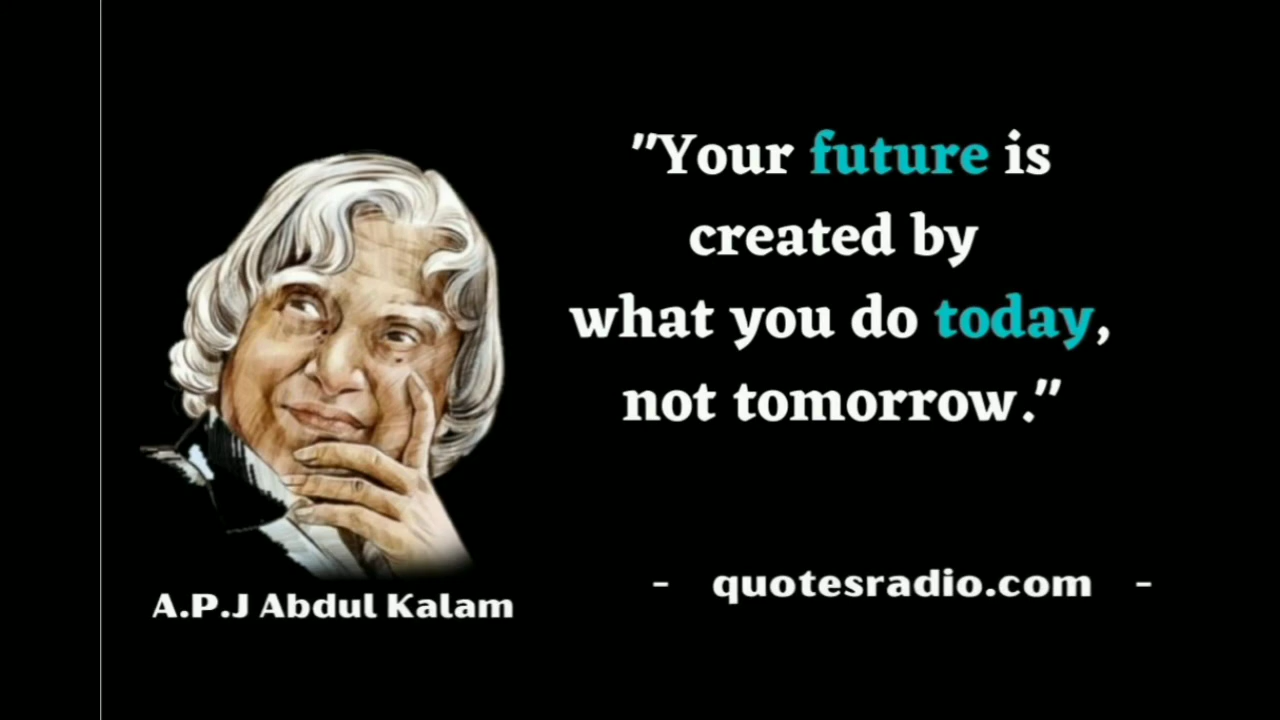 "Your future is
created by
what you do today,
not tomorrow."
- quotesradio.com -
A.P.J Abdul Kalam